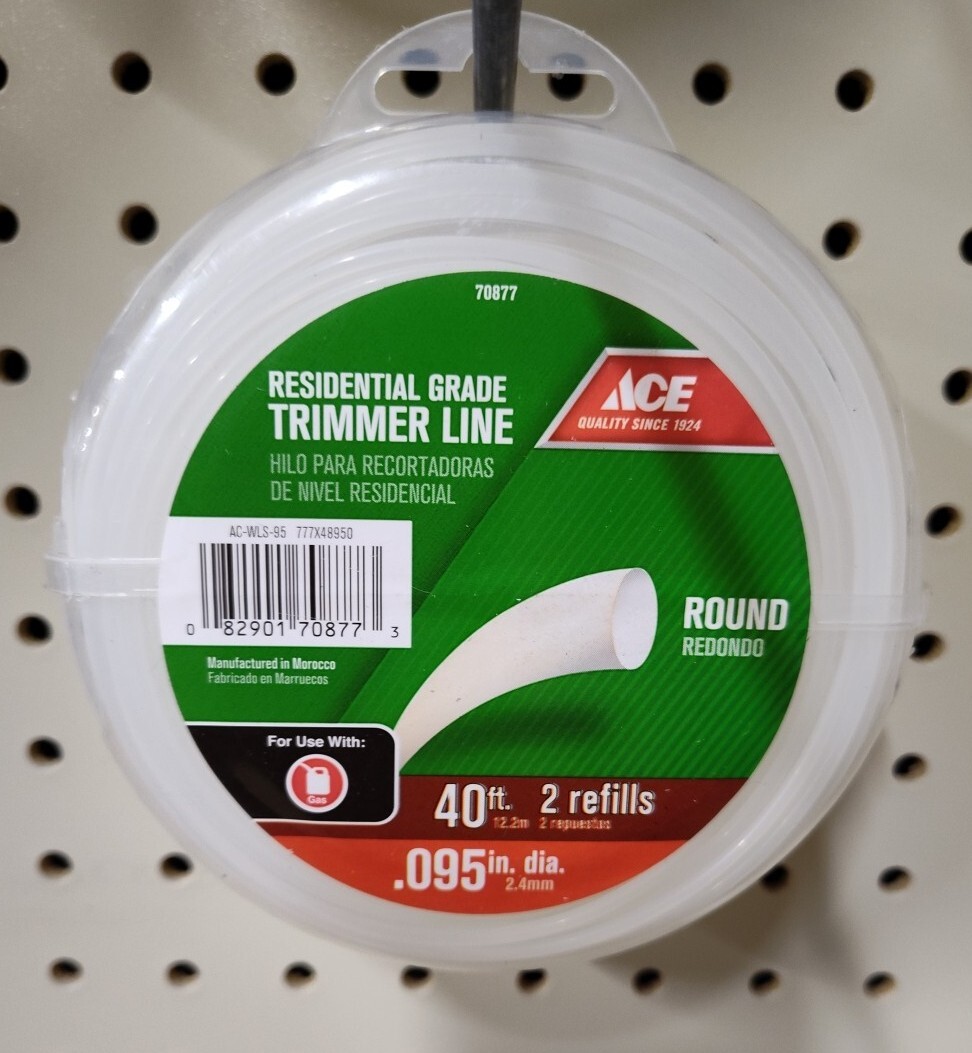 70877
ACE
QUALITY SINCE 1924
RESIDENTIAL GRADE
TRIMMER LINE
HILO PARA RECORTADORAS
DE NIVEL RESIDENCIAL
AC-WLS-95 777X48950
0 82901 70877 3
ROUND
REDONDO
Manufactured in Morocco
Fabricado en Marruecos
For Use With:
Gas
40ft. 2 refills
12.2m 2 repuestos
.095in. dia.
2.4mm